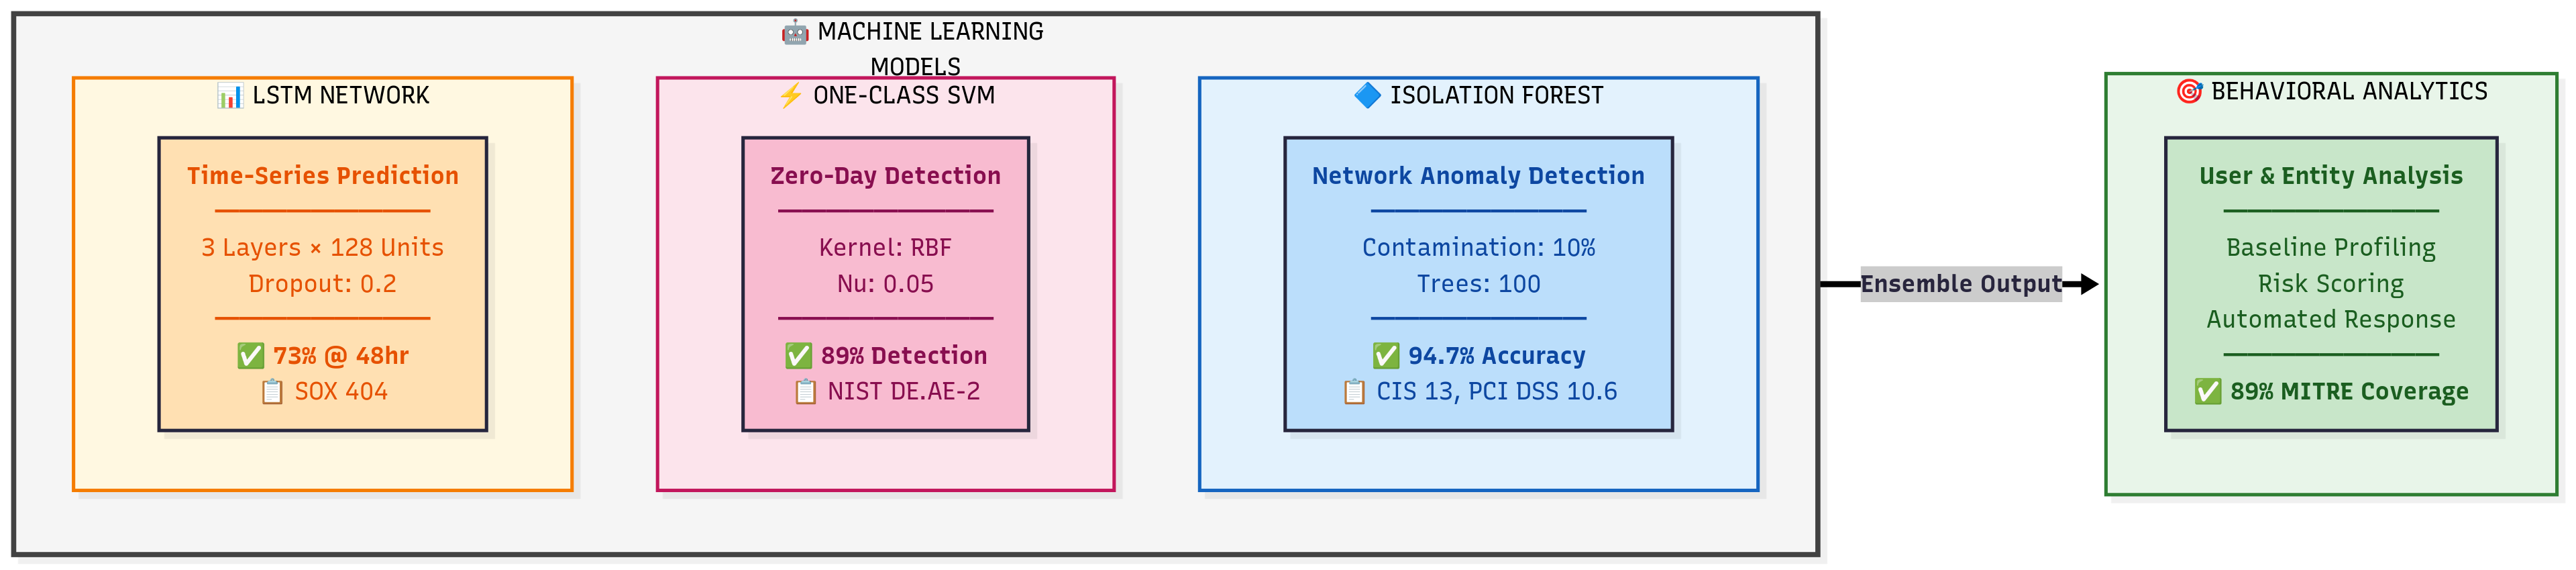 🤖 MACHINE LEARNING
MODELS
📊 LSTM NETWORK
Time-Series Prediction
3 Layers × 128 Units
Dropout: 0.2
✅ 73% @ 48hr
📋 SOX 404
⚡ ONE-CLASS SVM
Zero-Day Detection
Kernel: RBF
Nu: 0.05
✅ 89% Detection
📋 NIST DE.AE-2
🔷 ISOLATION FOREST
Network Anomaly Detection
Contamination: 10%
Trees: 100
✅ 94.7% Accuracy
📋 CIS 13, PCI DSS 10.6
Ensemble Output
🎯 BEHAVIORAL ANALYTICS
User & Entity Analysis
Baseline Profiling
Risk Scoring
Automated Response
✅ 89% MITRE Coverage